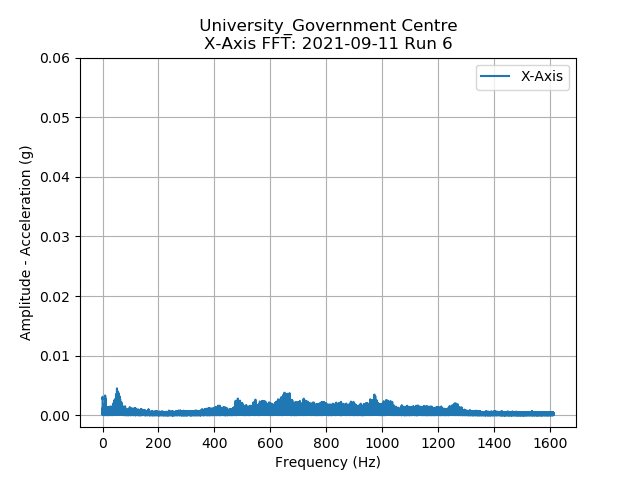 University_Government Centre
X-Axis FFT: 2021-09-11 Run 6
X-Axis
0.06
0.05
0.04
0.03
0.02
0.01
0.00
Amplitude - Acceleration (g)
0 200 400 600 800 1000 1200 1400 1600
Frequency (Hz)